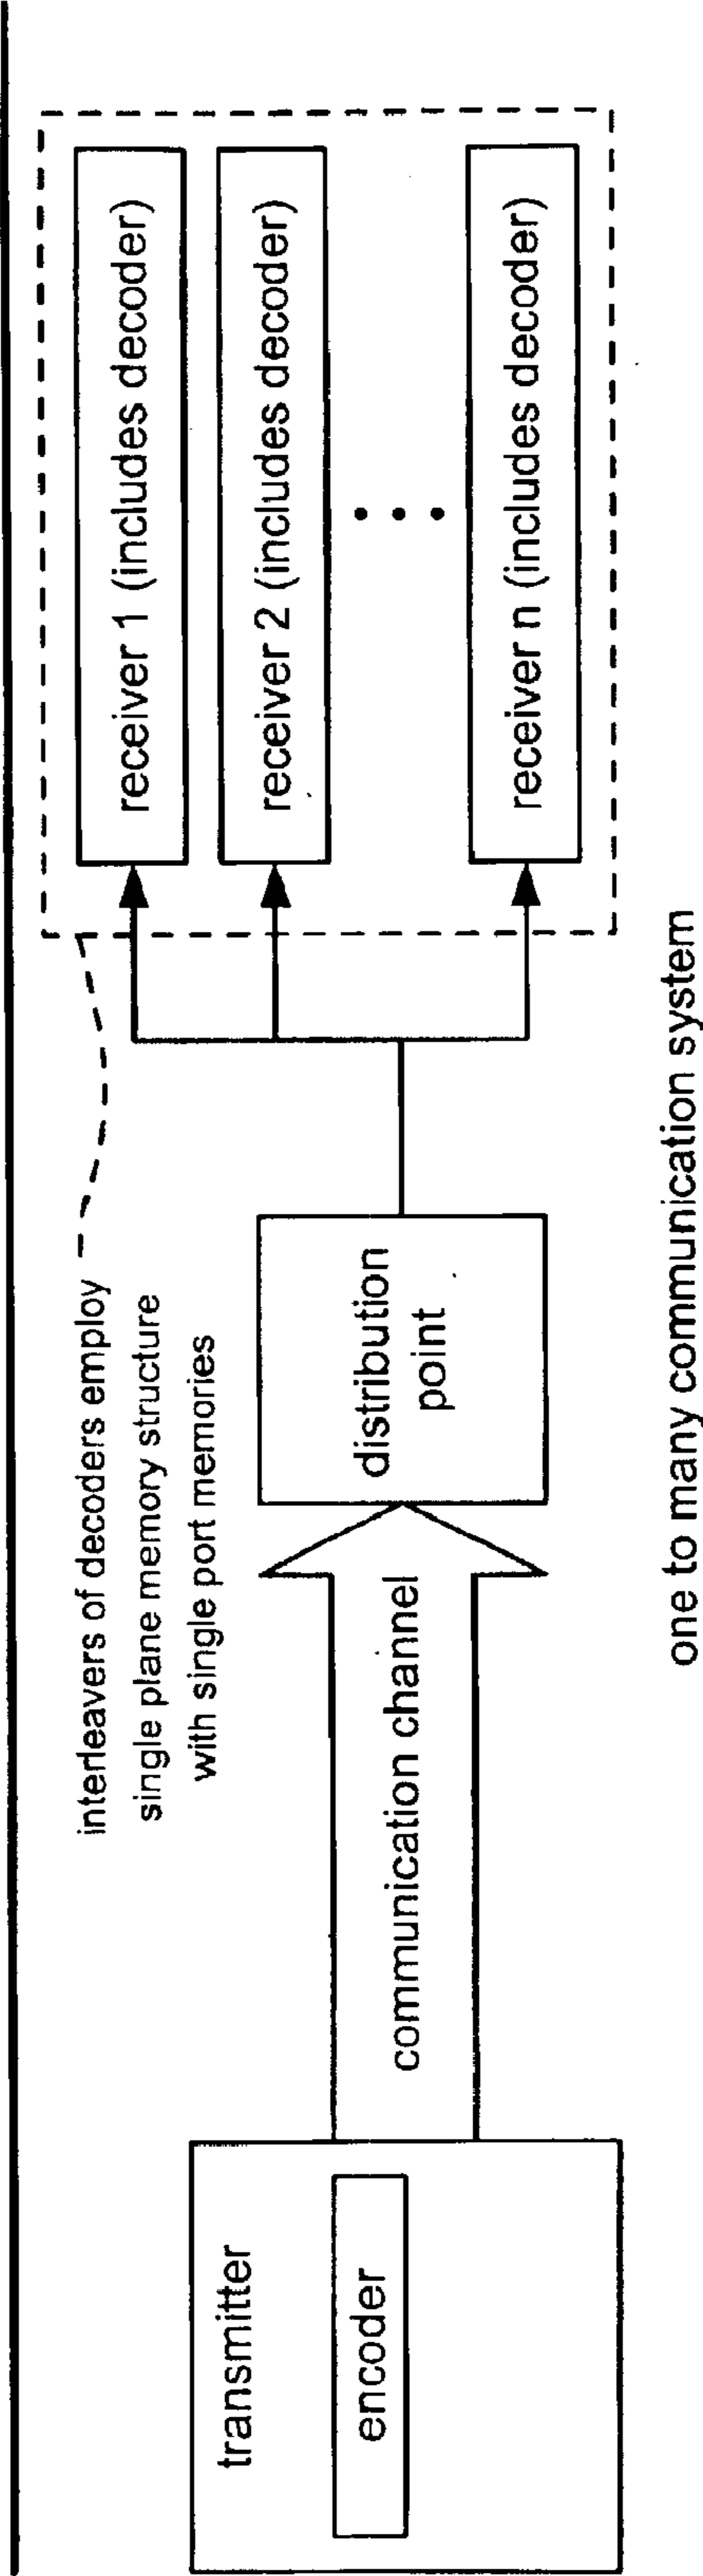 transmitter
encoder
communication channel
interleavers of decoders employ
single plane memory structure
with single port memories
distribution
point
receiver 1 (includes decoder)
receiver 2 (includes decoder)
receiver n (includes decoder)
one to many communication system